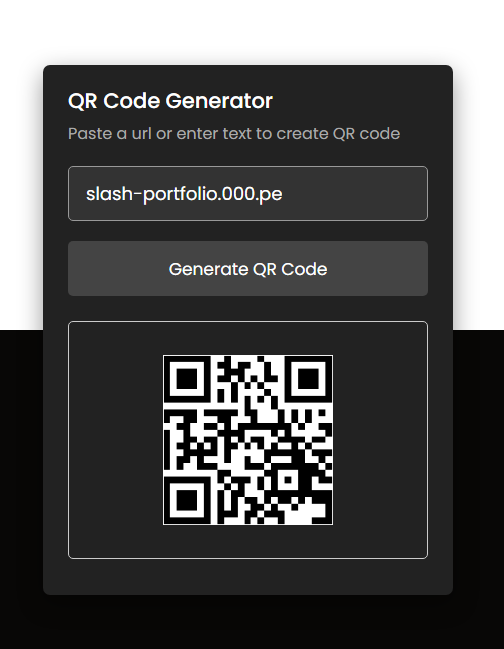 QR Code Generator
Paste a url or enter text to create QR code
slash-portfolio.000.pe
Generate QR Code